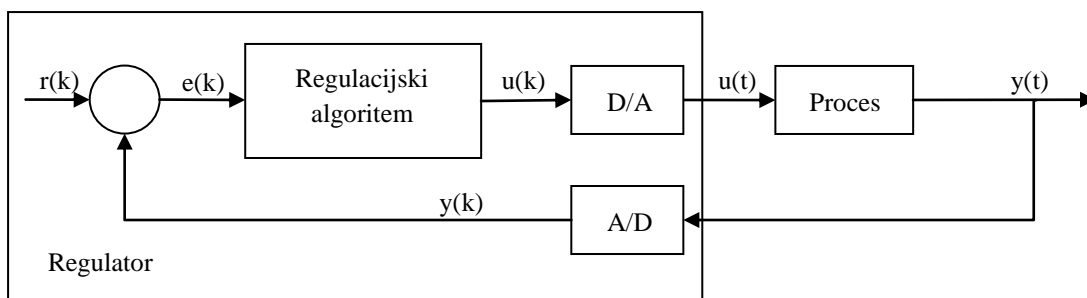 r(k)
e(k)
Regulacijski
algoritem
u(k)
D/A
u(t)
Proces
y(t)
y(k)
A/D
Regulator